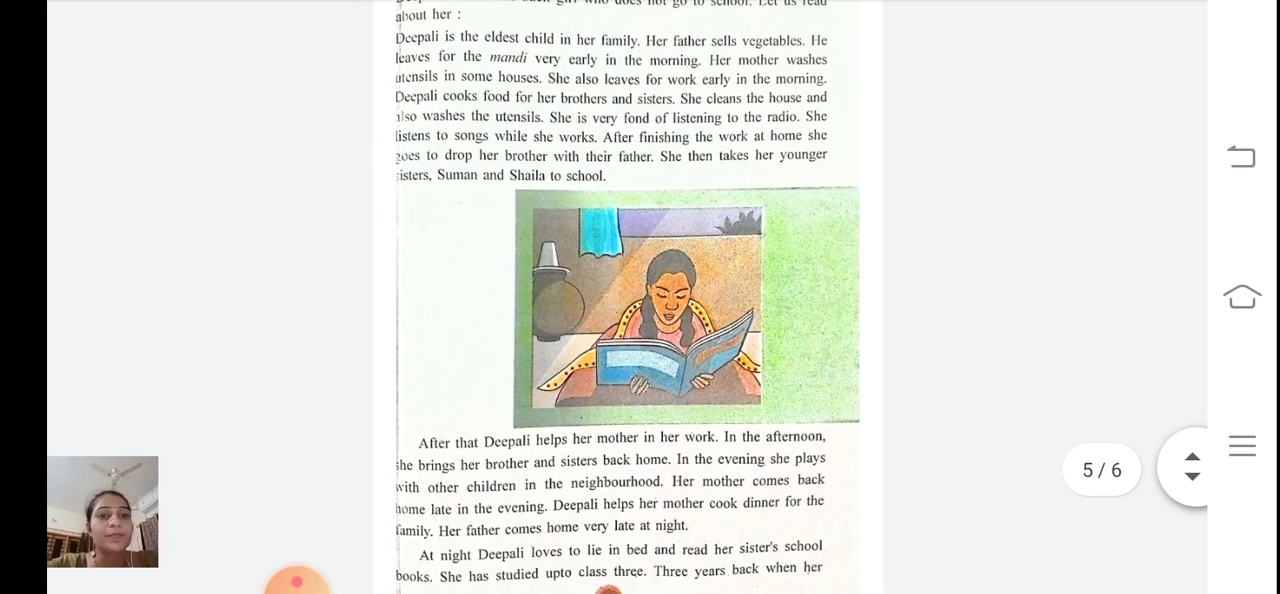 about her :
Deepali is the eldest child in her family. Her father sells vegetables. He
leaves for the mandi very early in the morning. Her mother washes
utensils in some houses. She also leaves for work early in the morning.
Deepali cooks food for her brothers and sisters. She cleans the house and
also washes the utensils. She is very fond of listening to the radio. She
listens to songs while she works. After finishing the work at home she
goes to drop her brother with their father. She then takes her younger
sisters, Suman and Shaila to school.
After that Deepali helps her mother in her work. In the afternoon,
she brings her brother and sisters back home. In the evening she plays
with other children in the neighbourhood. Her mother comes back
home late in the evening. Deepali helps her mother cook dinner for the
family. Her father comes home very late at night.
At night Deepali loves to lie in bed and read her sister's school
books. She has studied upto class three. Three years back when her
5 / 6